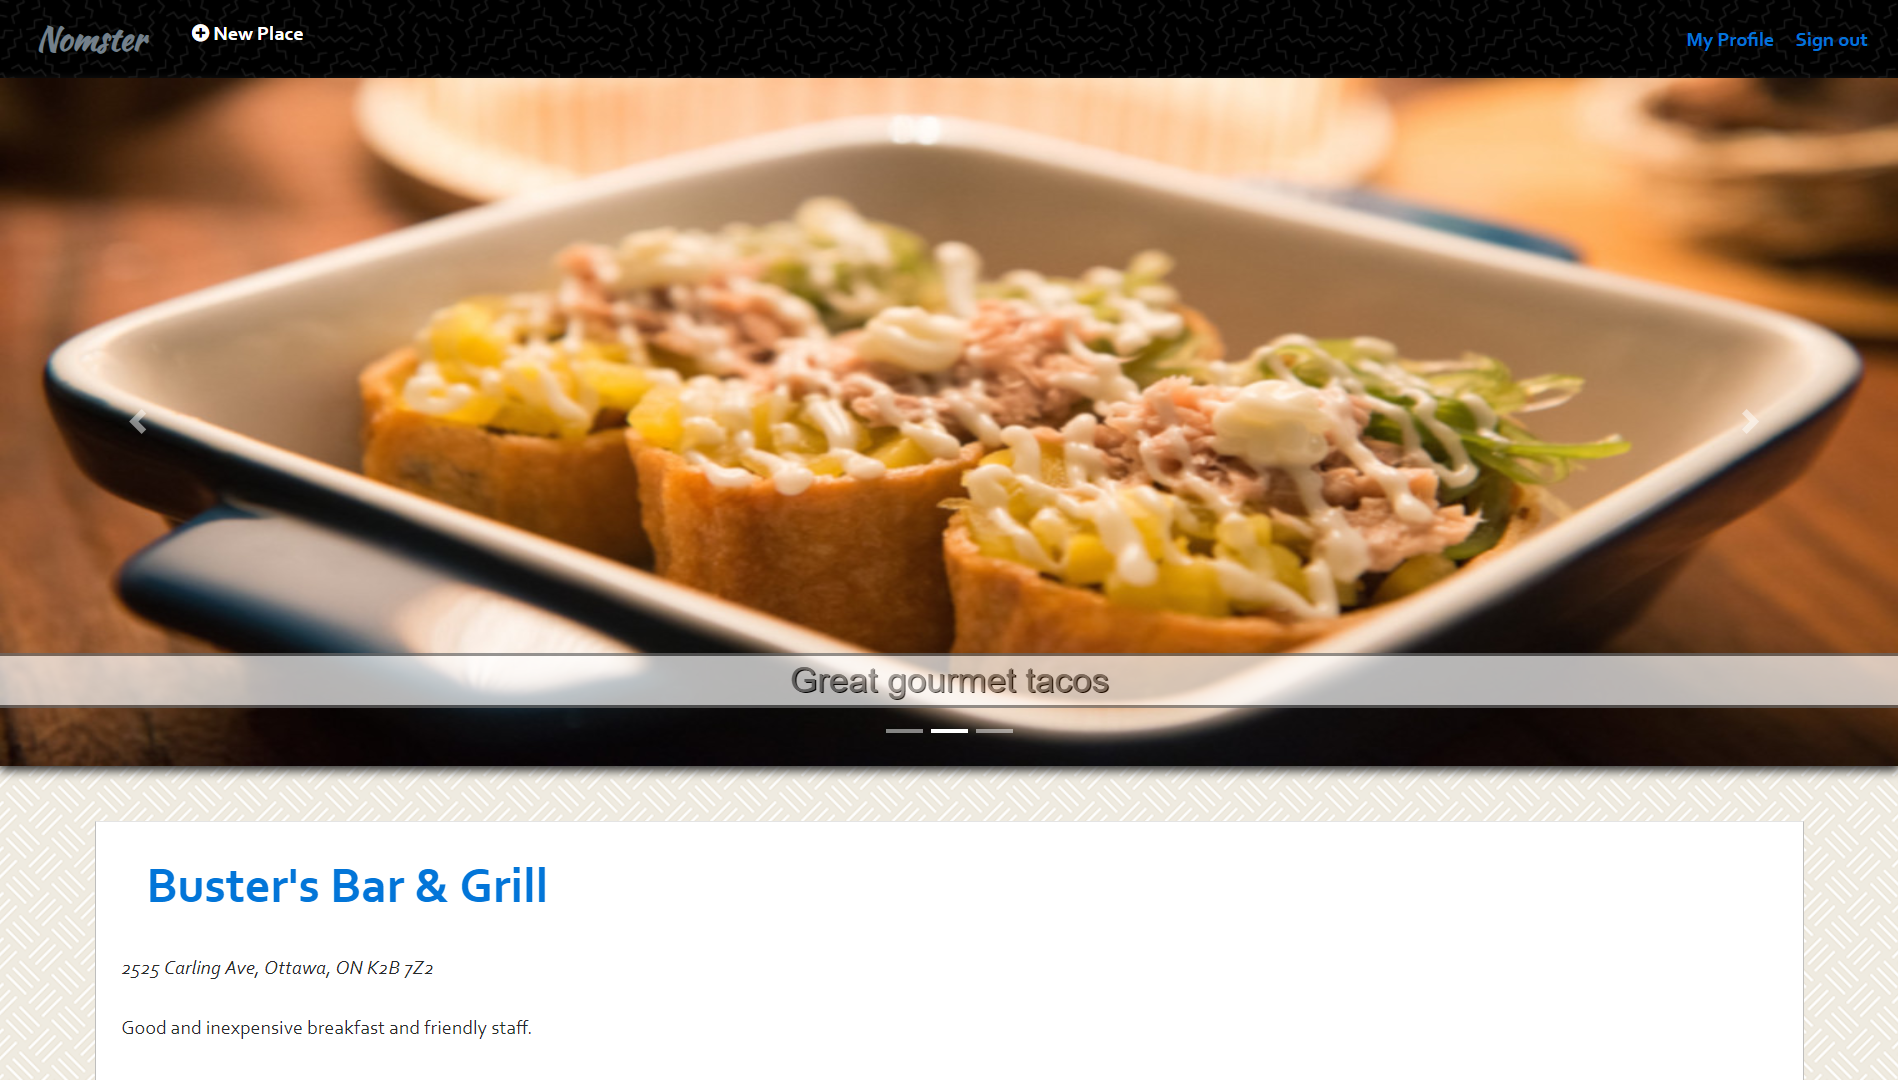 Nomster
New Place
My Profile
Sign out
Great gourmet tacos
Buster's Bar & Grill
2525 Carling Ave, Ottawa, ON K2B 7Z2
Good and inexpensive breakfast and friendly staff.